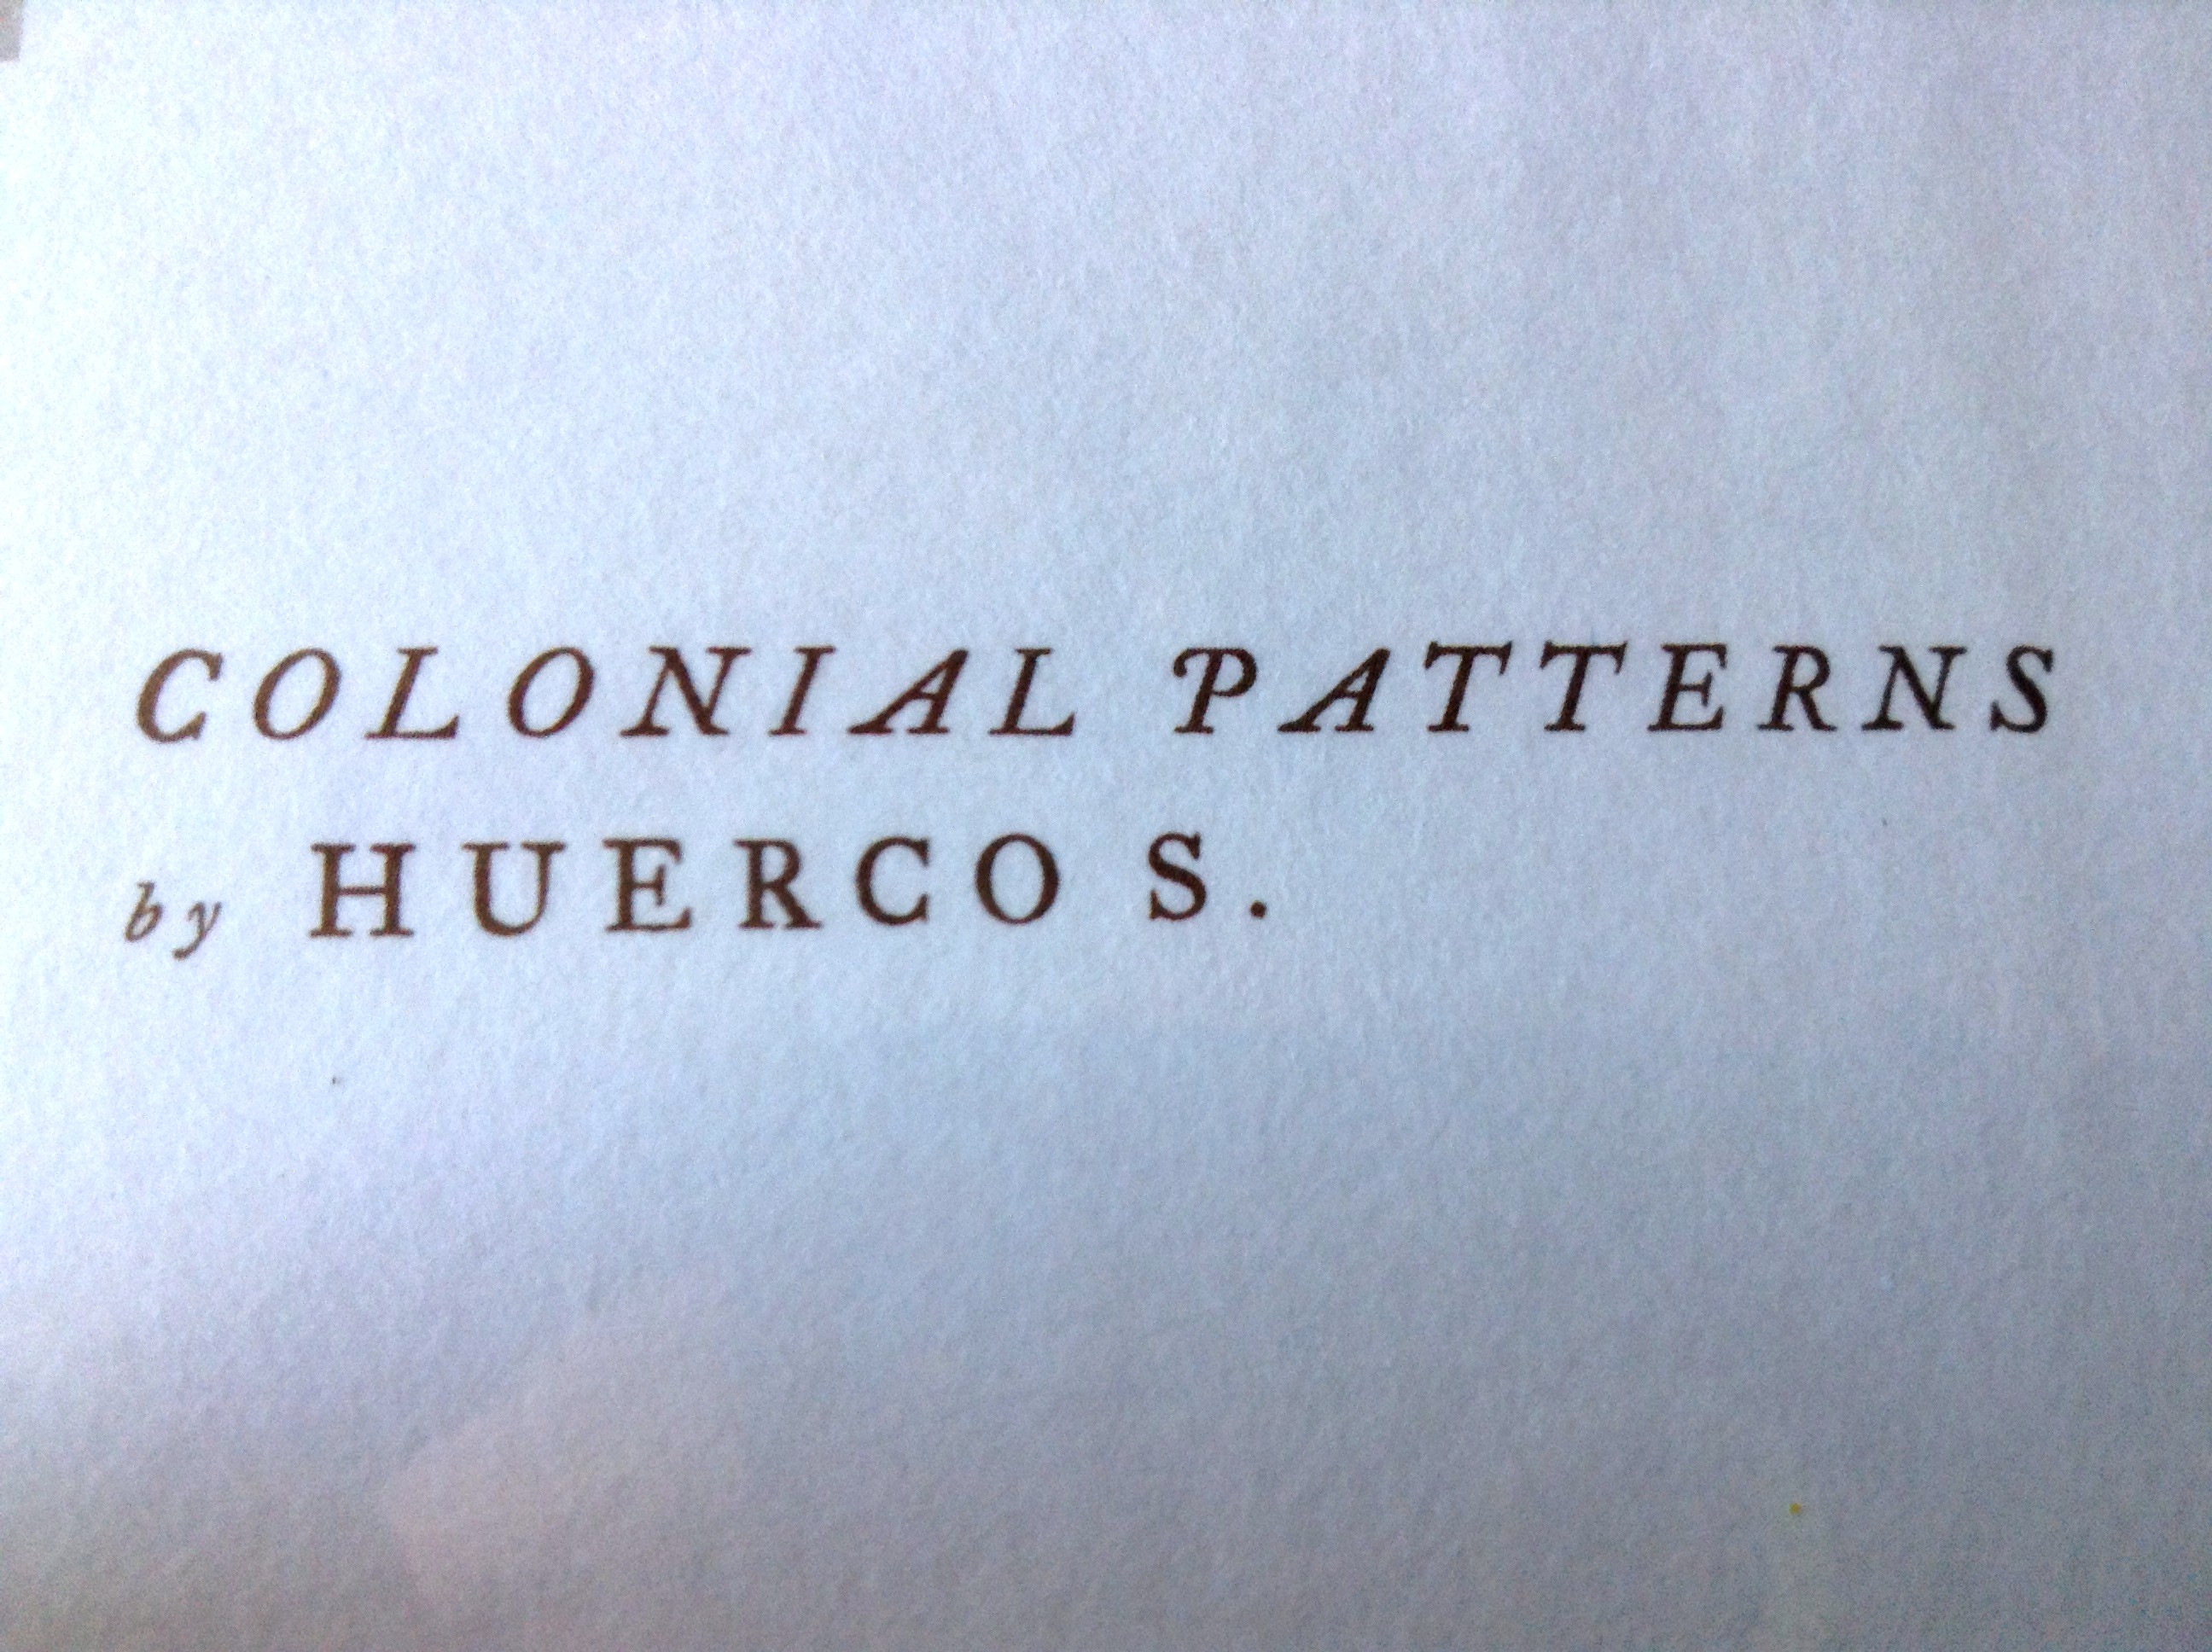 COLONIAL PATTERNS
by HUERCO S.